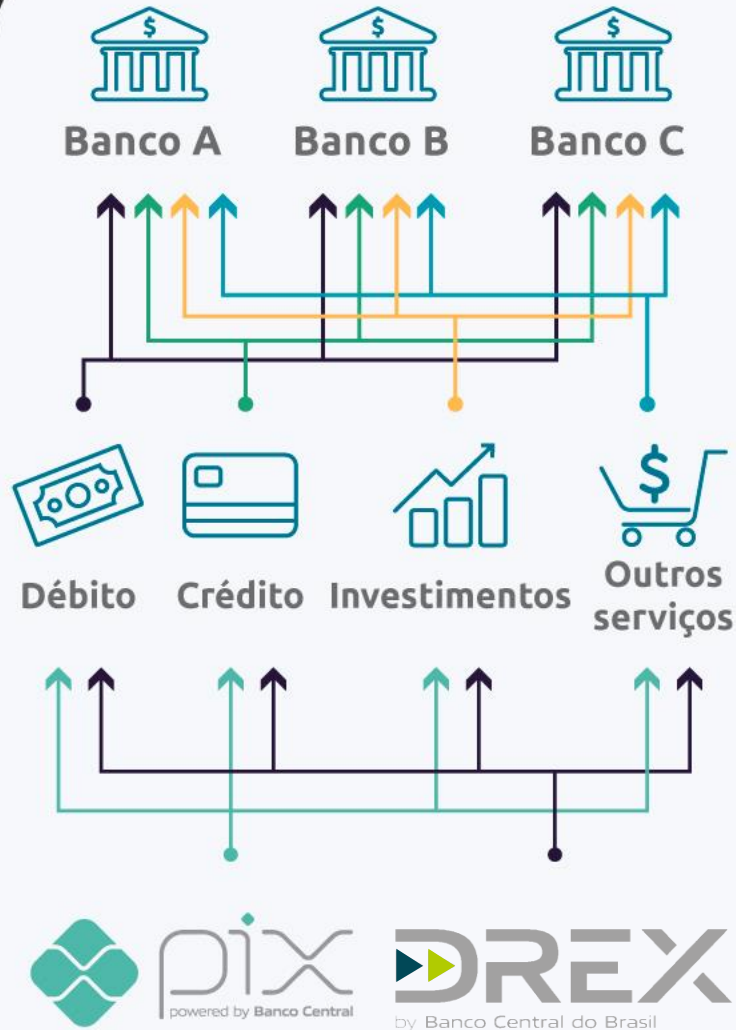 $ $ $
Banco A Banco B Banco C
$
Débito Crédito Investimentos Outros
serviços
pix DREX
powered by Banco Central by Banco Central do Brasil